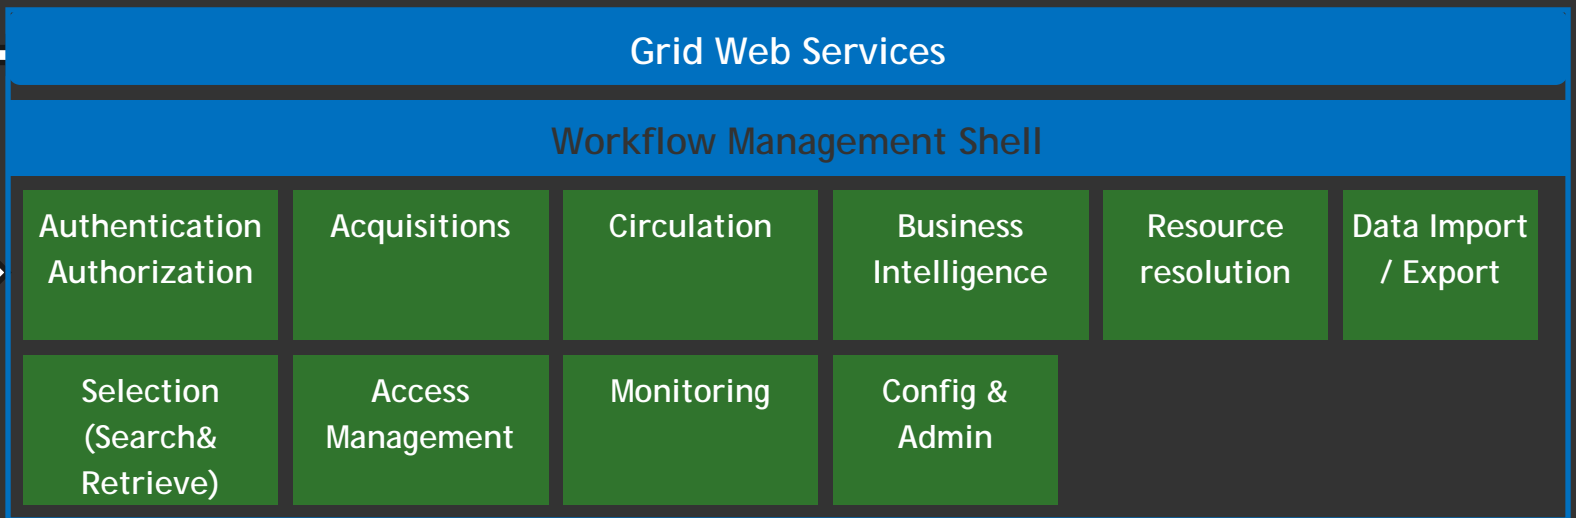 Grid Web Services
Workflow Management Shell
Authentication
Authorization
Acquisitions
Circulation
Business
Intelligence
Resource
resolution
Data Import
/ Export
Selection
(Search&
Retrieve)
Access
Management
Monitoring
Config &
Admin